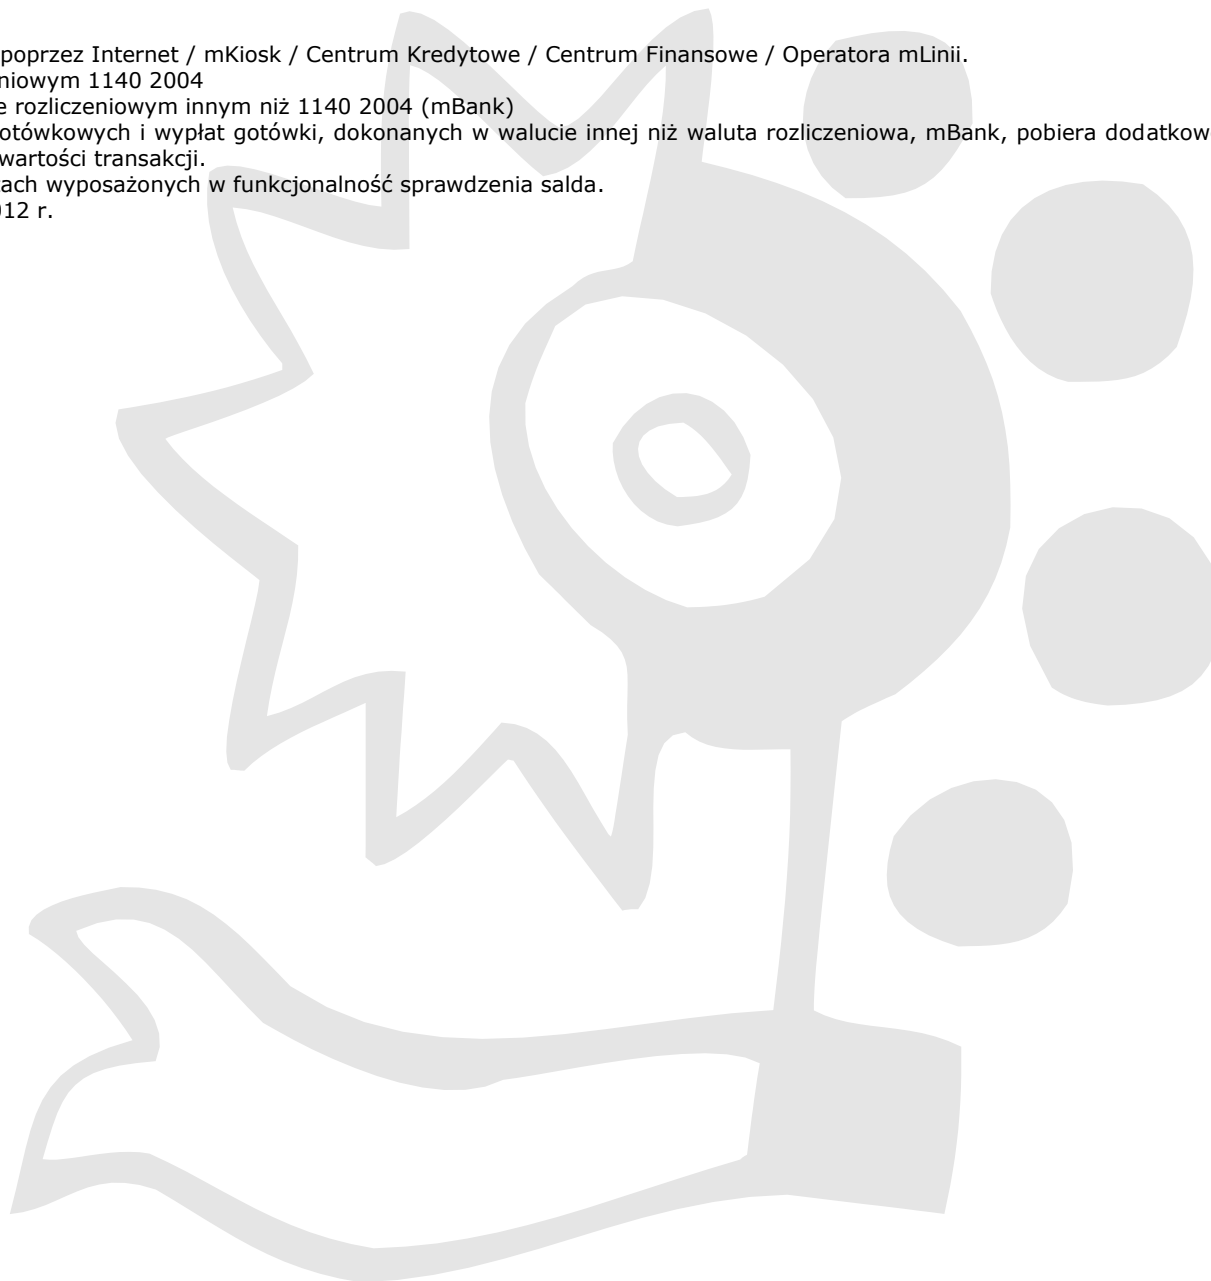 poprzez Internet / mKiosk / Centrum Kredytowe / Centrum Finansowe / Operatora mLinii.
niowym 1140 2004
e rozliczeniowym innym niż 1140 2004 (mBank)
otówkowych i wypłat gotówki, dokonanych w walucie innej niż waluta rozliczeniowa, mBank, pobiera dodatkow
wartości transakcji.
ach wyposażonych w funkcjonalność sprawdzenia salda.
12 r.